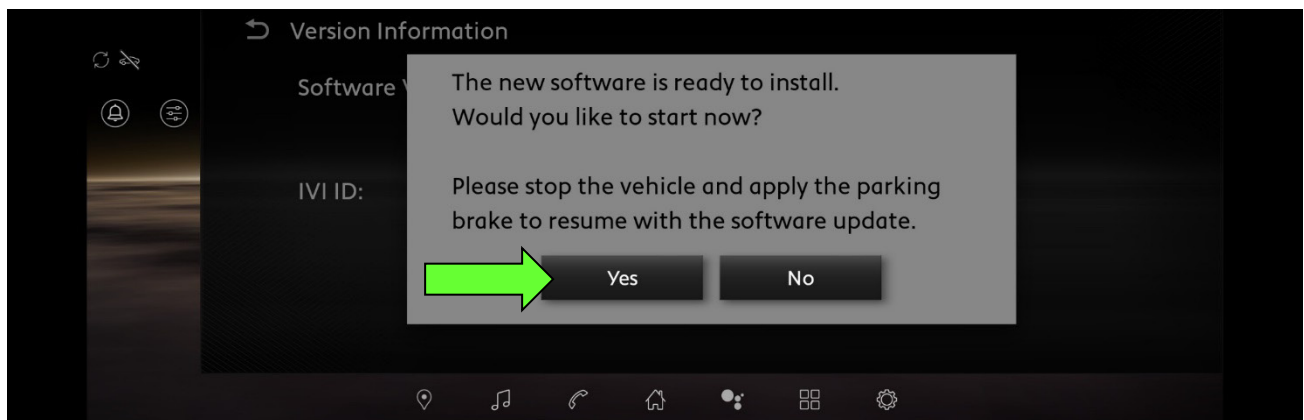 Version Information
Software
The new software is ready to install.
Would you like to start now?
IVI ID:
Please stop the vehicle and apply the parking
brake to resume with the software update.
Yes
No